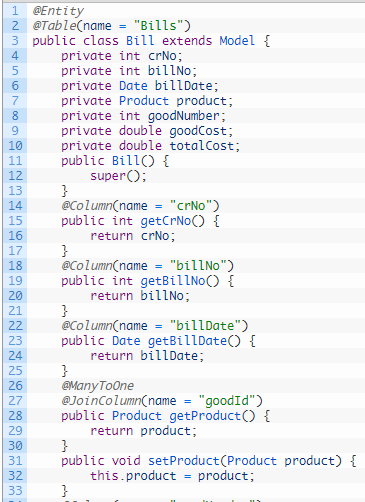 1 @Entity
2 @Table(name = "Bills")
3 public class Bill extends Model {
4 private int crNo;
5 private int billNo;
6 private Date billDate;
7 private Product product;
8 private int goodNumber;
9 private double goodCost;
10 private double totalCost;
11 public Bill() {
12 super();
13 }
14 @Column(name = "crNo")
15 public int getCrNo() {
16 return crNo;
17 }
18 @Column(name = "billNo")
19 public int getBillNo() {
20 return billNo;
21 }
22 @Column(name = "billDate")
23 public Date getBillDate() {
24 return billDate;
25 }
26 @ManyToOne
27 @JoinColumn(name = "goodId")
28 public Product getProduct() {
29 return product;
30 }
31 public void setProduct(Product product) {
32 this.product = product;
33 }